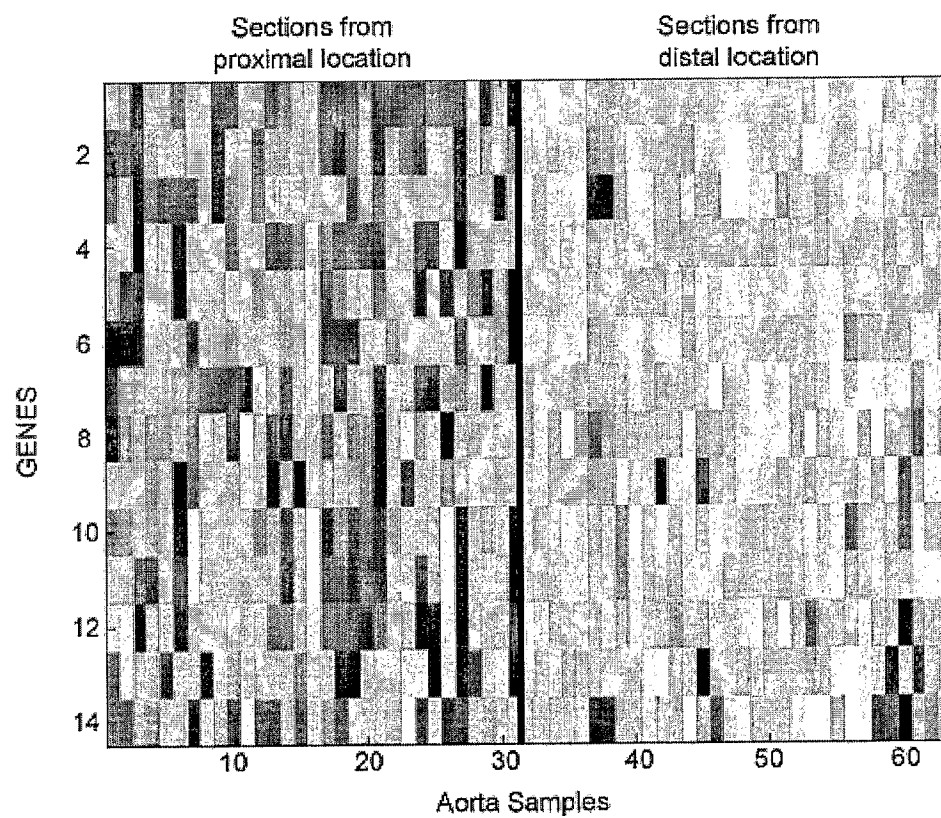 Sections from
proximal location
Sections from
distal location
GENES
2
4
6
8
10
12
14
10
20
30
40
50
60
Aorta Samples